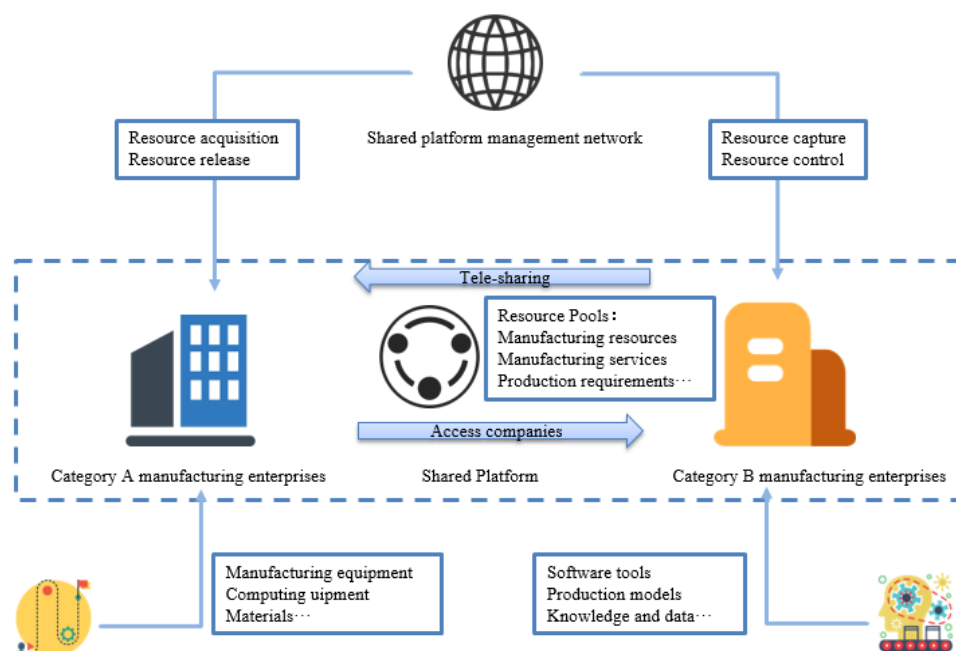 Resource acquisition
Resource release
Shared platform management network
Resource capture
Resource control
Tele-sharing
Resource Pools：
Manufacturing resources
Manufacturing services
Production requirements…
Access companies
Category A manufacturing enterprises
Shared Platform
Category B manufacturing enterprises
Manufacturing equipment
Computing uipment
Materials…
Software tools
Production models
Knowledge and data…